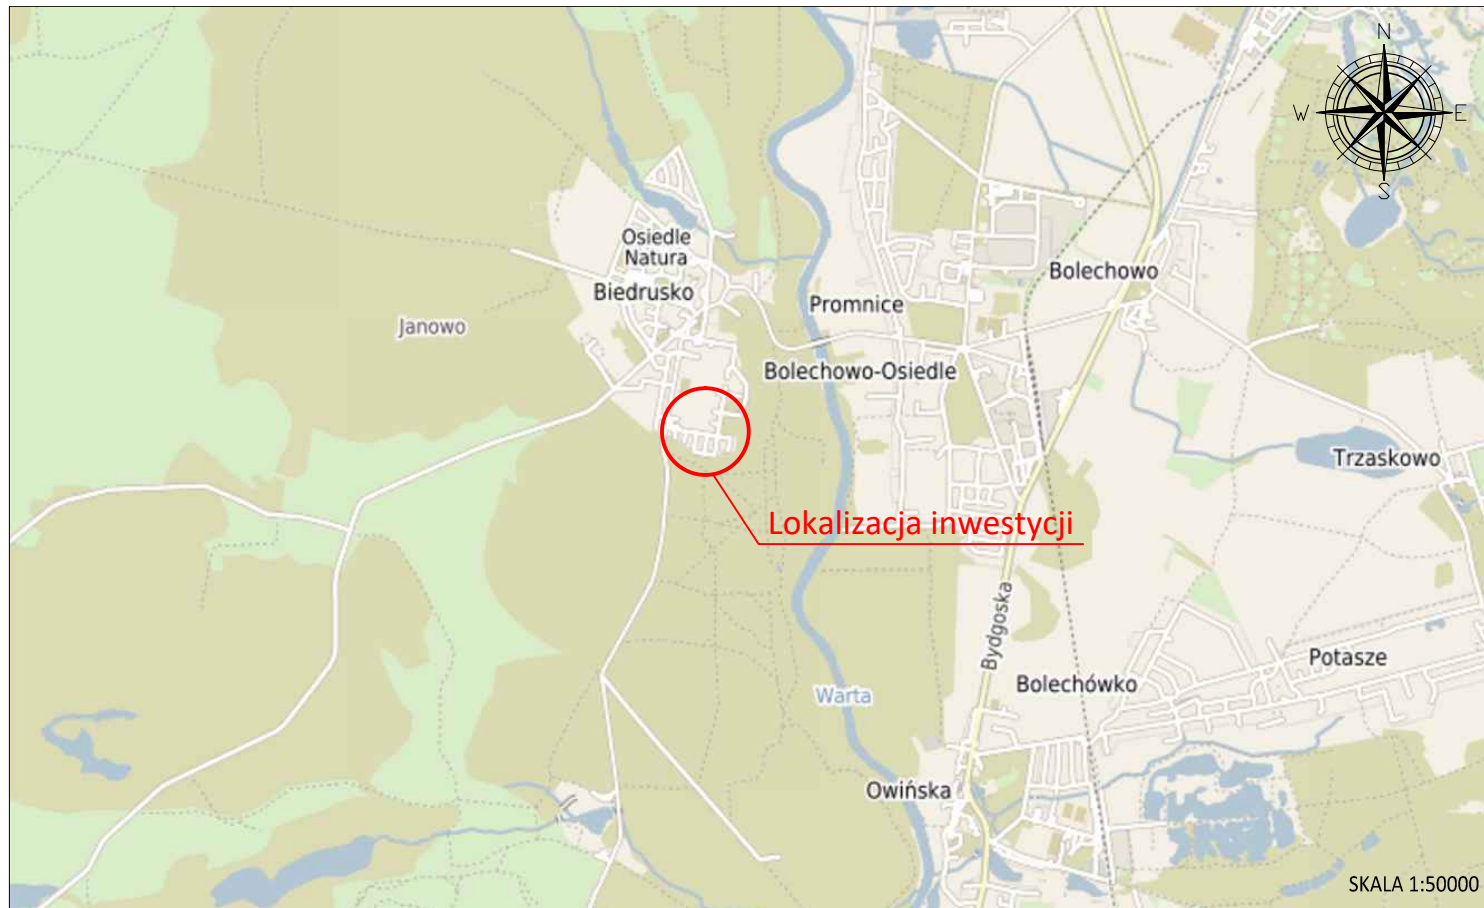 N
W
E
S
Osiedle
Natura
Biedrusko
Janowo
Promnice
Bolechowo
Bolechowo-Osiedle
Trzaskowo
Lokalizacja inwestycji
Bydgoska
Warta
Bolechówko
Potasze
Owińska
SKALA 1:50000